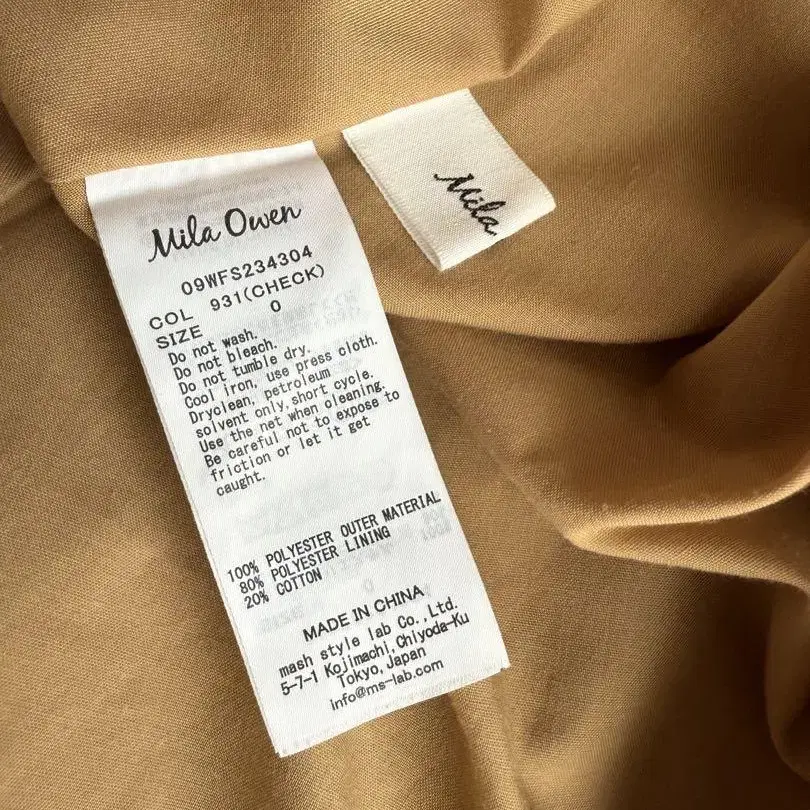 Mila Owen
09WFS234304
COL 931(CHECK)
SIZE 0
Do not wash.
Do not bleach.
Do not tumble dry.
Cool iron, use press cloth.
Dryclean, petroleum
solvent only, short cycle.
Use the net when cleaning.
Be careful not to expose to
friction or let it get
caught.
100% POLYESTER OUTER MATERIAL
80% POLYESTER LINING
20% COTTON
MADE IN CHINA
mash style lab Co.,Ltd.
5-7-1 Kojimachi,Chiyoda-Ku
Tokyo, Japan
info@ms-lab.com
Mila